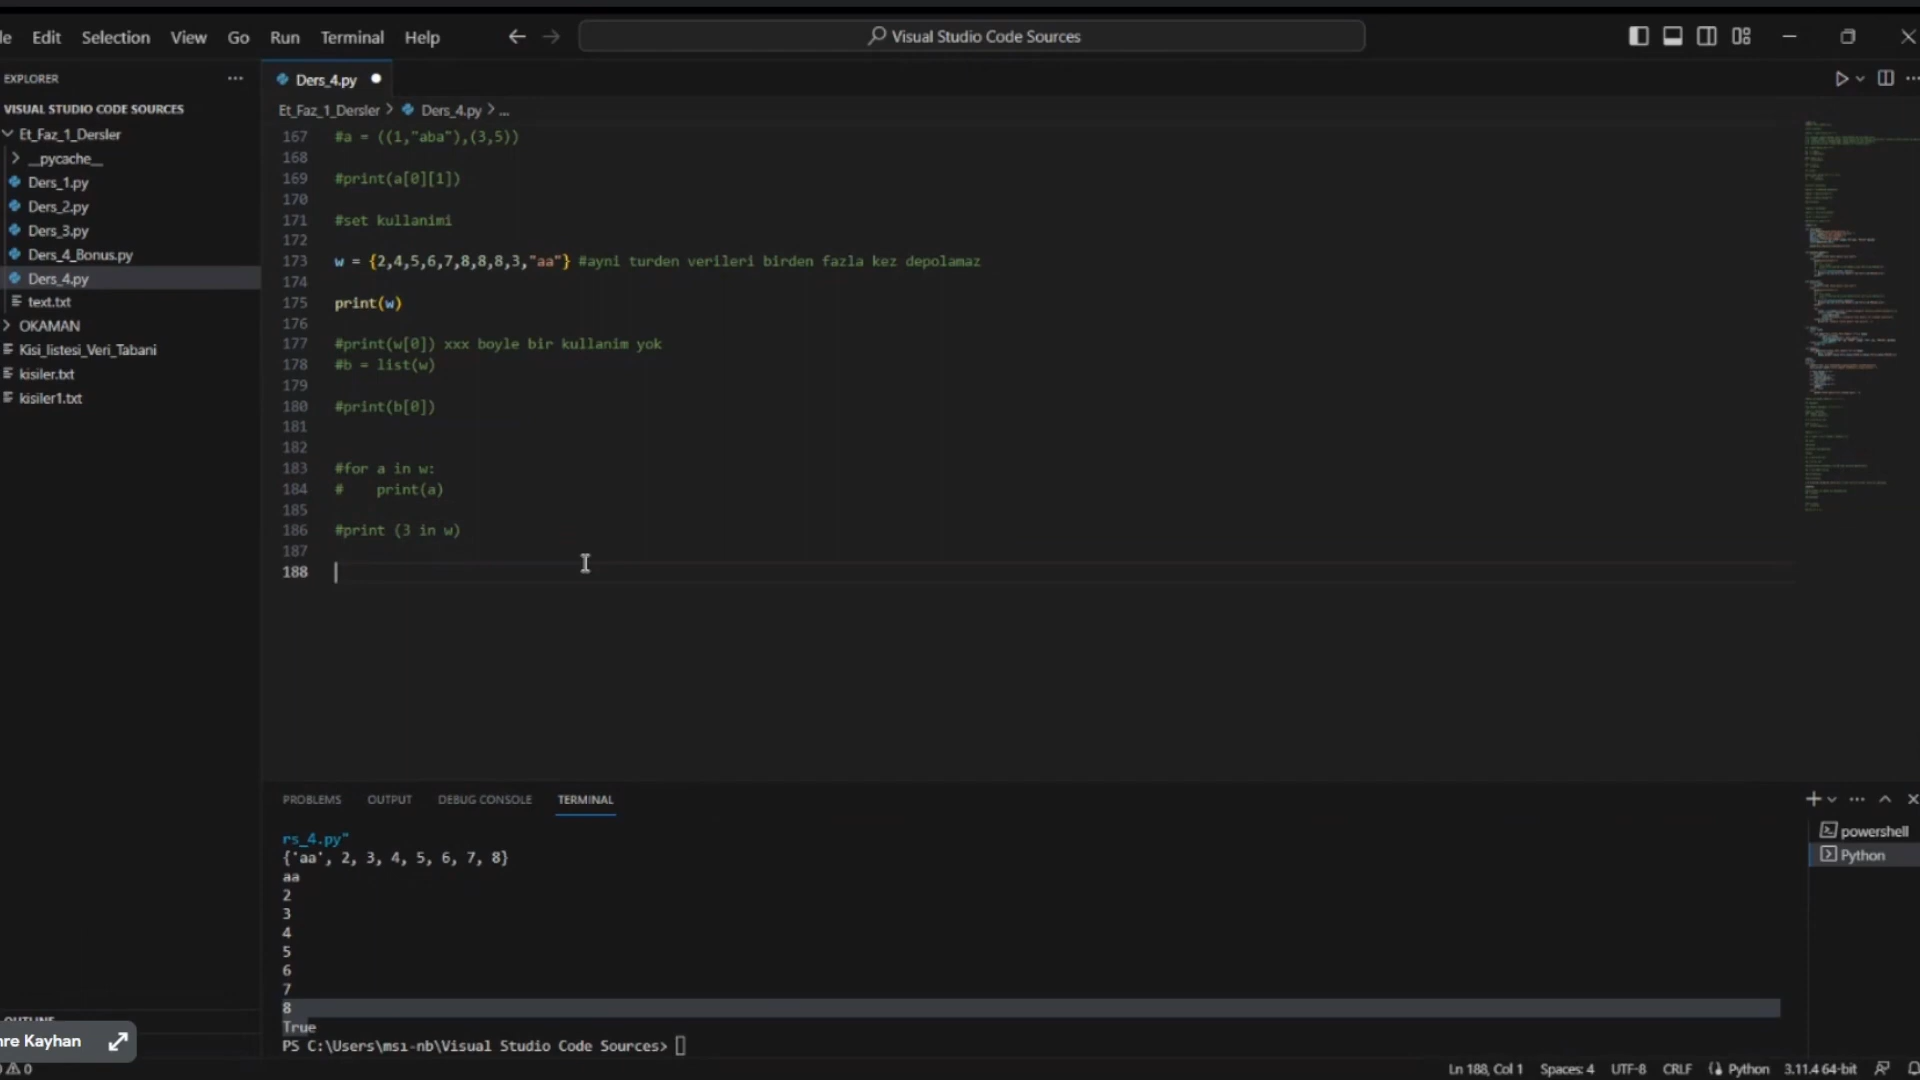 le Edit Selection View Go Run Terminal Help
Visual Studio Code Sources
EXPLORER
Ders_4.py
VISUAL STUDIO CODE SOURCES
Et_Faz_1_Dersler > Ders_4.py > ...
Et_Faz_1_Dersler
__pycache__
Ders_1.py
Ders_2.py
Ders_3.py
Ders_4_Bonus.py
Ders_4.py
text.txt
OKAMAN
Kisi_listesi_Veri_Tabani
kisiler.txt
kisiler1.txt
167 #a = ((1,"aba"),(3,5))
168
169 #print(a[0][1])
170
171 #set kullanimi
172
173 w = {2,4,5,6,7,8,8,8,3,"aa"} #ayni turden verileri birden fazla kez depolamaz
174
175 print(w)
176
177 #print(w[0]) xxx boyle bir kullanim yok
178 #b = list(w)
179
180 #print(b[0])
181
182
183 #for a in w:
184 #    print(a)
185
186 #print (3 in w)
187
188
PROBLEMS OUTPUT DEBUG CONSOLE TERMINAL
rs_4.py"
{'aa', 2, 3, 4, 5, 6, 7, 8}
aa
2
3
4
5
6
7
8
True
PS C:\Users\msı-nb\Visual Studio Code Sources>
powershell
Python
OUTLINE
nre Kayhan
0
Ln 188, Col 1 Spaces: 4 UTF-8 CRLF Python 3.11.4 64-bit